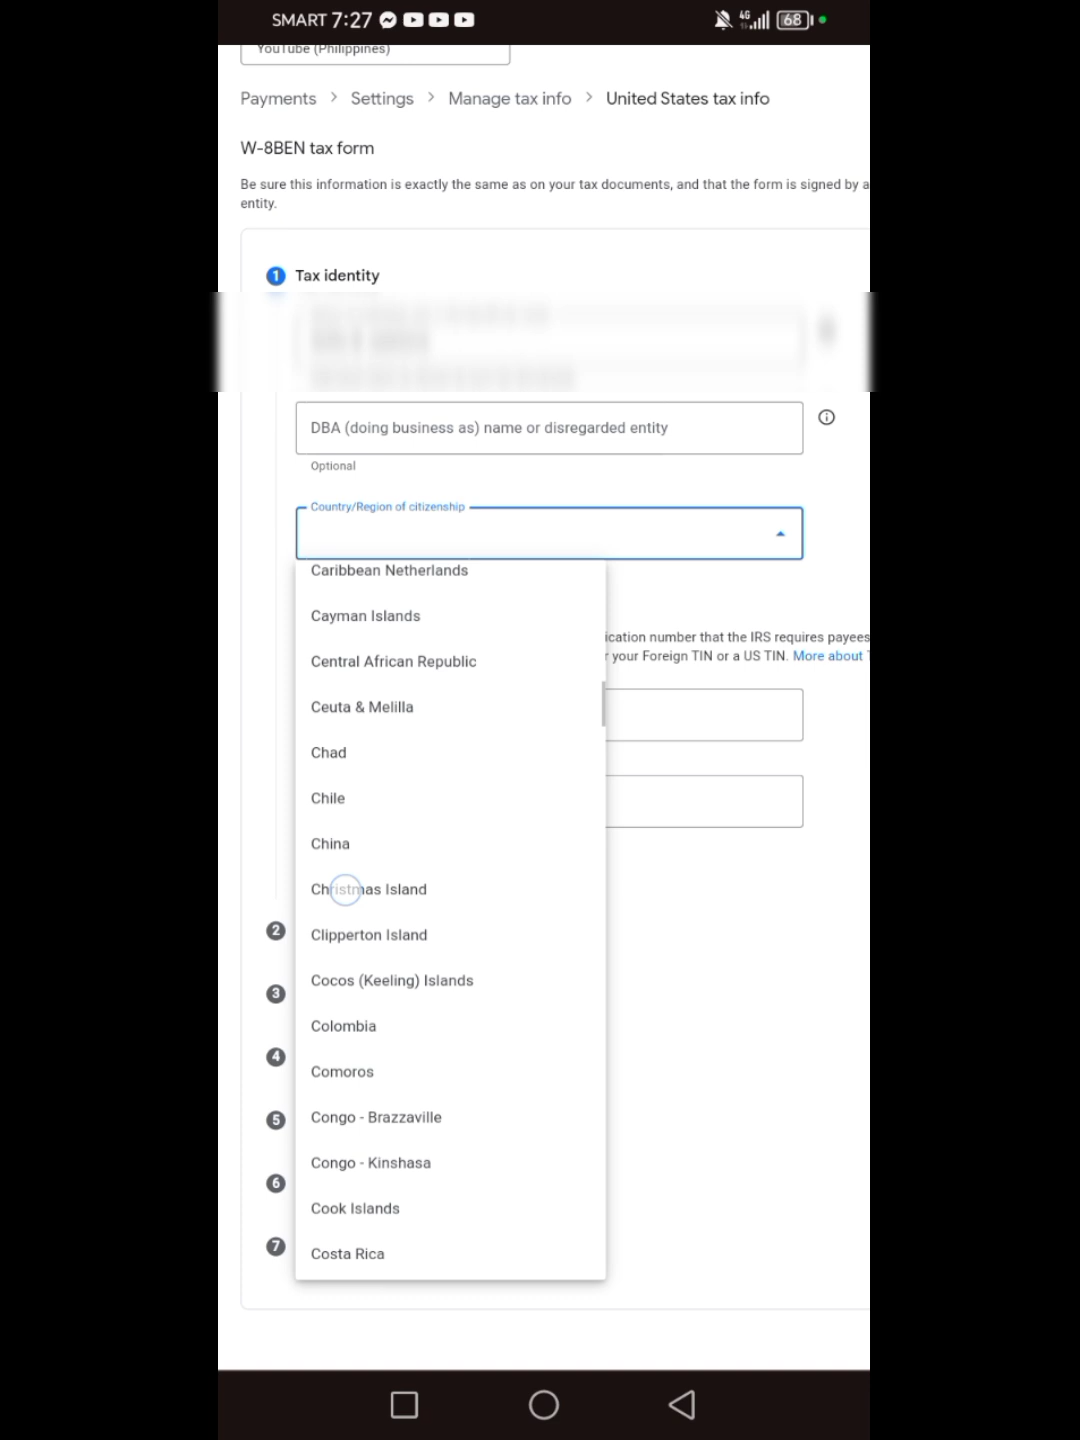 SMART 7:27
4G 68
YouTube (Philippines)
Payments > Settings > Manage tax info > United States tax info
W-8BEN tax form
Be sure this information is exactly the same as on your tax documents, and that the form is signed by a
entity.
1 Tax identity
DBA (doing business as) name or disregarded entity
Optional
Country/Region of citizenship
Caribbean Netherlands
Cayman Islands
ication number that the IRS requires payees
Central African Republic
r your Foreign TIN or a US TIN. More about
Ceuta & Melilla
Chad
Chile
China
Christmas Island
2
Clipperton Island
Cocos (Keeling) Islands
3
Colombia
4
Comoros
5
Congo - Brazzaville
Congo - Kinshasa
6
Cook Islands
7
Costa Rica